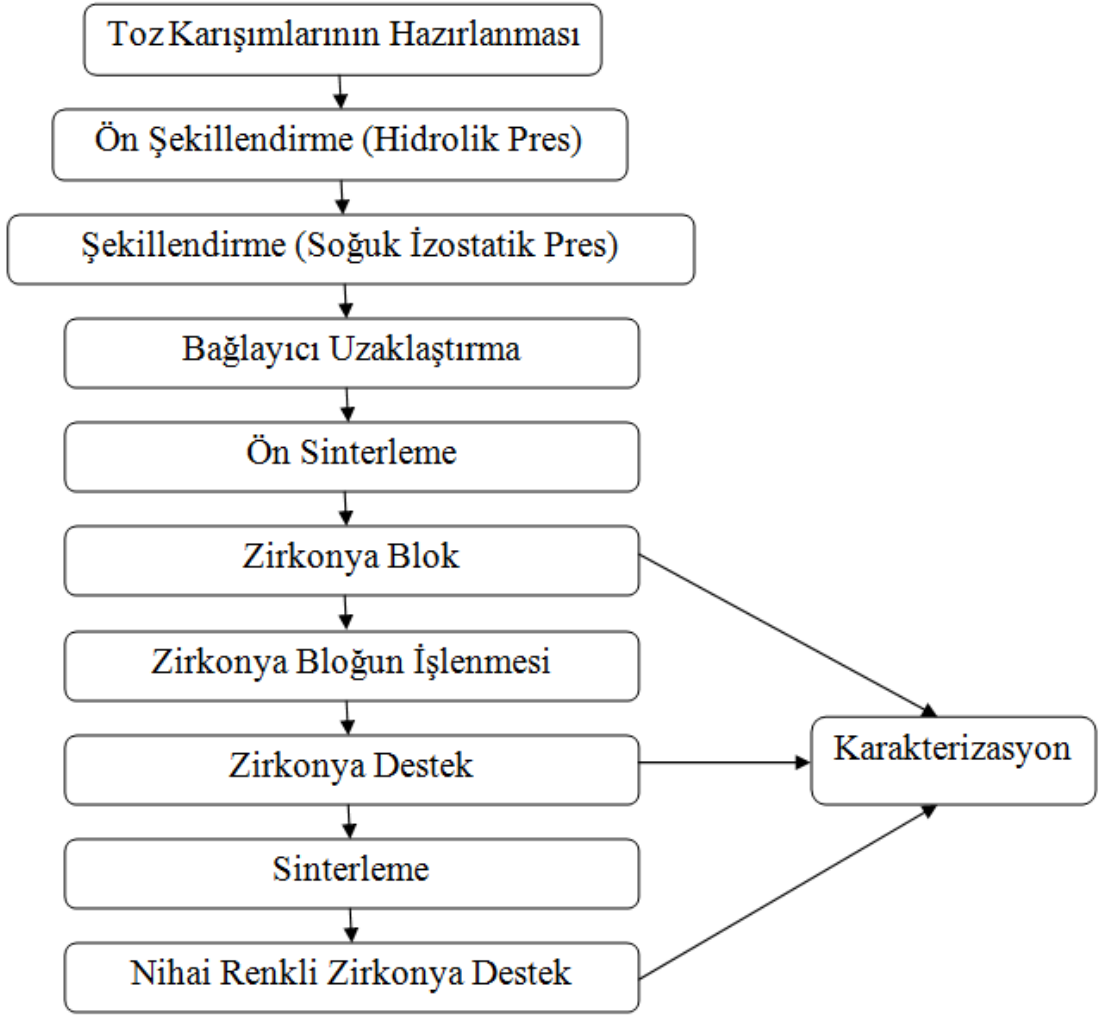 Toz Karışımlarının Hazırlanması
Ön Şekillendirme (Hidrolik Pres)
Şekillendirme (Soğuk İzostatik Pres)
Bağlayıcı Uzaklaştırma
Ön Sinterleme
Zirkonya Blok
Zirkonya Bloğun İşlenmesi
Zirkonya Destek
Karakterizasyon
Sinterleme
Nihai Renkli Zirkonya Destek